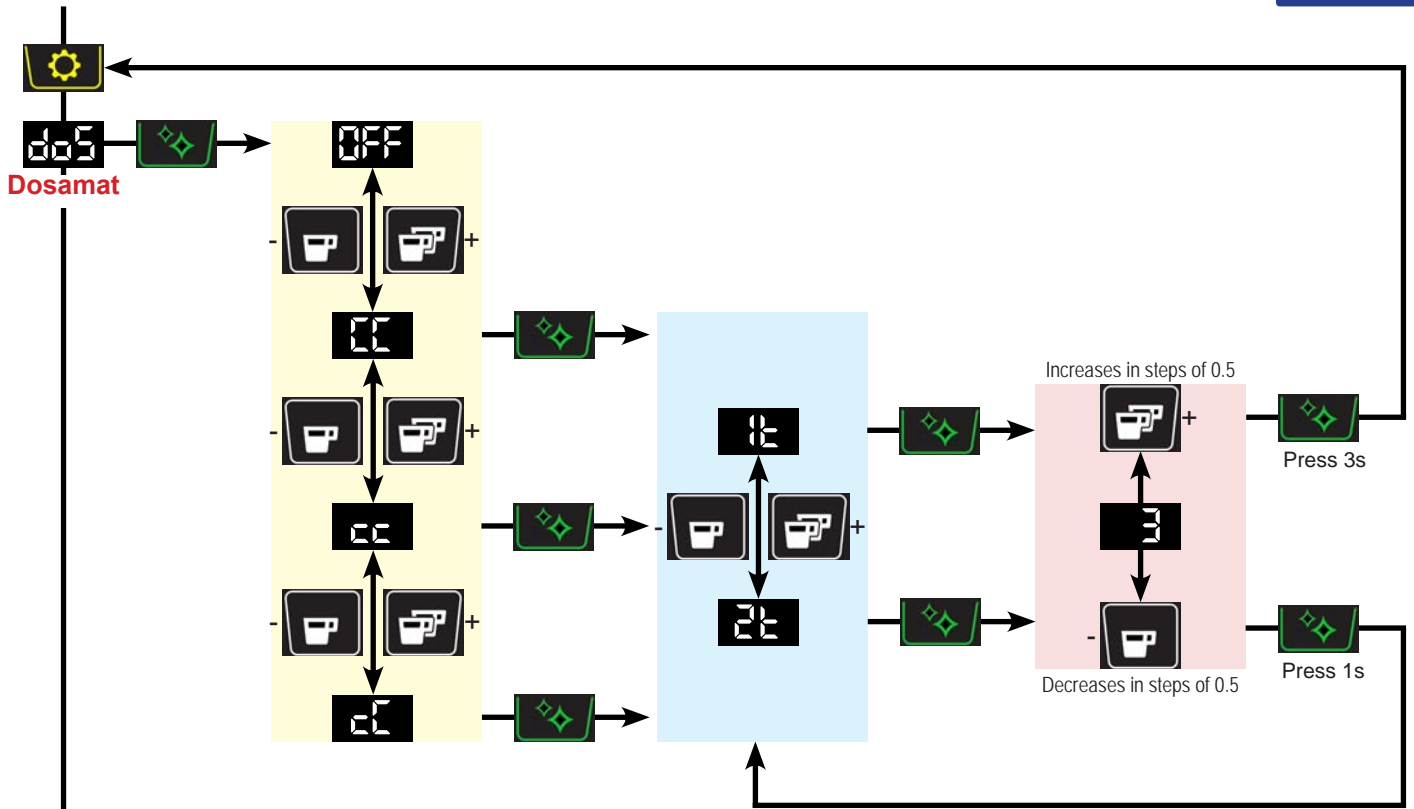 doS
Dosamat
OFF
- +
CC
- +
cc
- +
cC
1t
- +
2t
Increases in steps of 0.5
+
3
-
Decreases in steps of 0.5
Press 3s
Press 1s